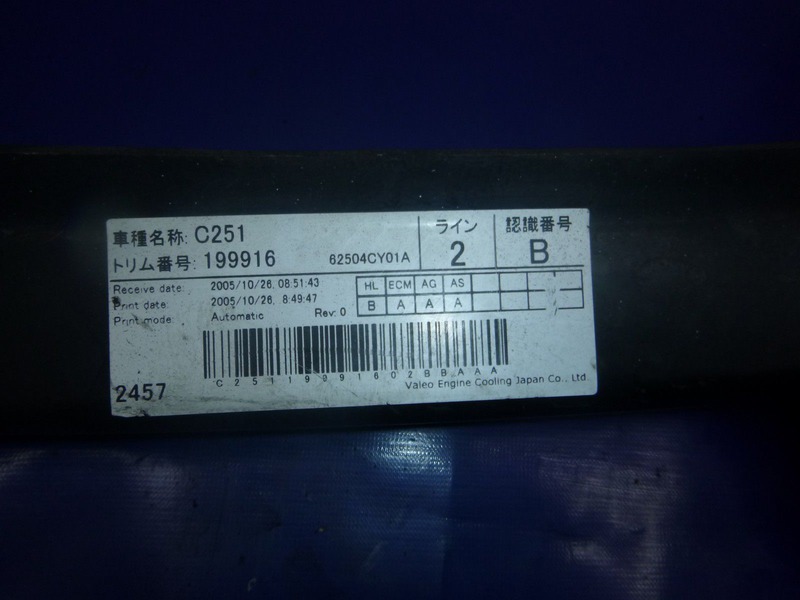 車種名称: C251
トリム番号: 199916 62504CY01A
ライン
2
認識番号
B
Receive date: 2005/10/26. 08:51:43
Print date: 2005/10/26. 8:49:47
Print mode: Automatic Rev: 0
HL ECM AG AS
B A A A
C25119991602BBAAA
2457
Valeo Engine Cooling Japan Co., Ltd.